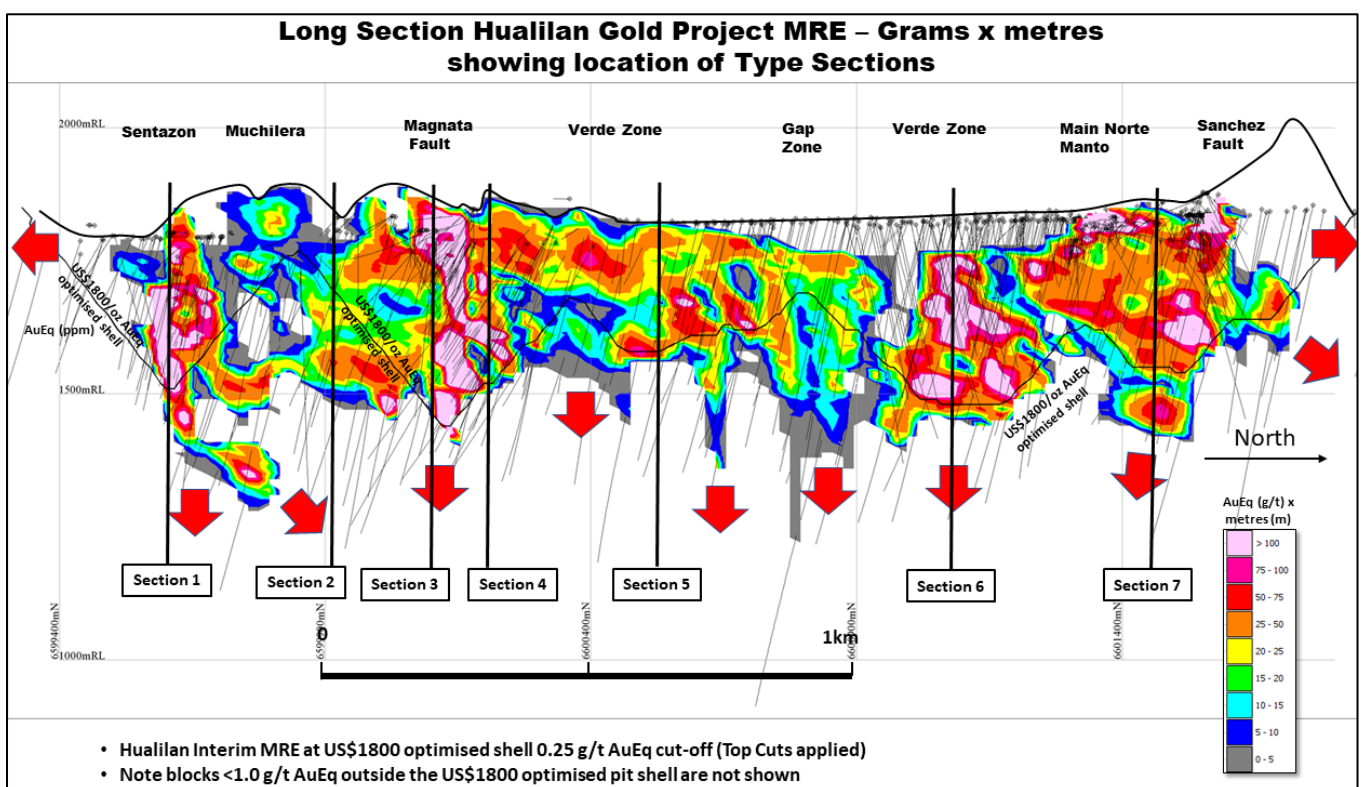 Long Section Hualilan Gold Project MRE – Grams x metres
showing location of Type Sections
2000mRL
Sentazon
Muchilera
Magnata
Fault
Verde Zone
Gap
Zone
Verde Zone
Main Norte
Manto
Sanchez
Fault
US$1800/oz AuEq
optimised shell
AuEq (ppm)
US$1800/oz AuEq
optimised shell
US$1800/oz AuEq
optimised shell
1500mRL
North
Section 1
Section 2
Section 3
Section 4
Section 5
Section 6
Section 7
6599400mN
6600400mN
6601400mN
0
1km
1000mRL
AuEq (g/t) x
metres (m)
> 100
75 - 100
50 - 75
25 - 50
20 - 25
15 - 20
10 - 15
5 - 10
0 - 5
• Hualilan Interim MRE at US$1800 optimised shell 0.25 g/t AuEq cut-off (Top Cuts applied)
• Note blocks <1.0 g/t AuEq outside the US$1800 optimised pit shell are not shown